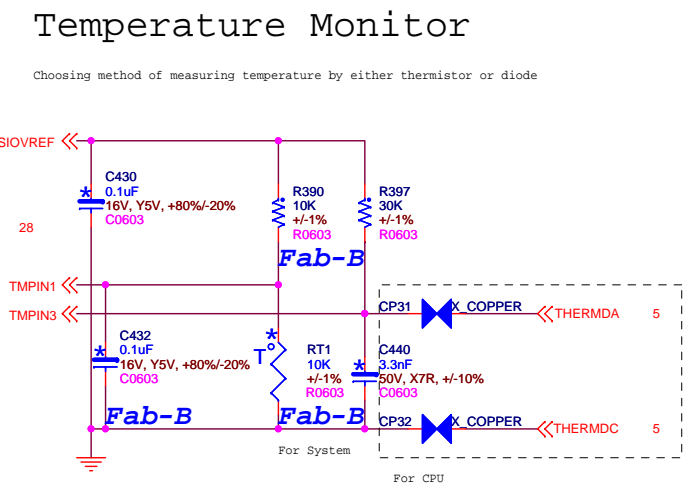 Temperature Monitor
Choosing method of measuring temperature by either thermistor or diode
SIOVREF
C430
0.1uF
16V, Y5V, +80%/-20%
C0603
R390
10K
+/-1%
R0603
Fab-B
R397
30K
+/-1%
R0603
28
TMPIN1
TMPIN3
CP31
X_COPPER
THERMDA 5
C432
0.1uF
16V, Y5V, +80%/-20%
C0603
Fab-B
T°
RT1
10K
+/-1%
R0603
Fab-B
C440
3.3nF
50V, X7R, +/-10%
C0603
CP32
X_COPPER
THERMDC 5
For System
For CPU